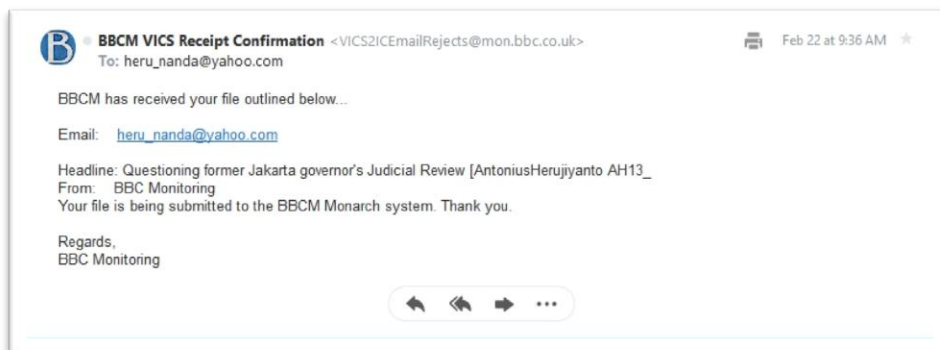 B
BBCM VICS Receipt Confirmation <VICS2ICEmailRejects@mon.bbc.co.uk>
Feb 22 at 9:36 AM
To: heru_nanda@yahoo.com
BBCM has received your file outlined below...
Email: heru_nanda@yahoo.com
Headline: Questioning former Jakarta governor's Judicial Review [AntoniusHerujiyanto AH13_
From: BBC Monitoring
Your file is being submitted to the BBCM Monarch system. Thank you.
Regards,
BBC Monitoring